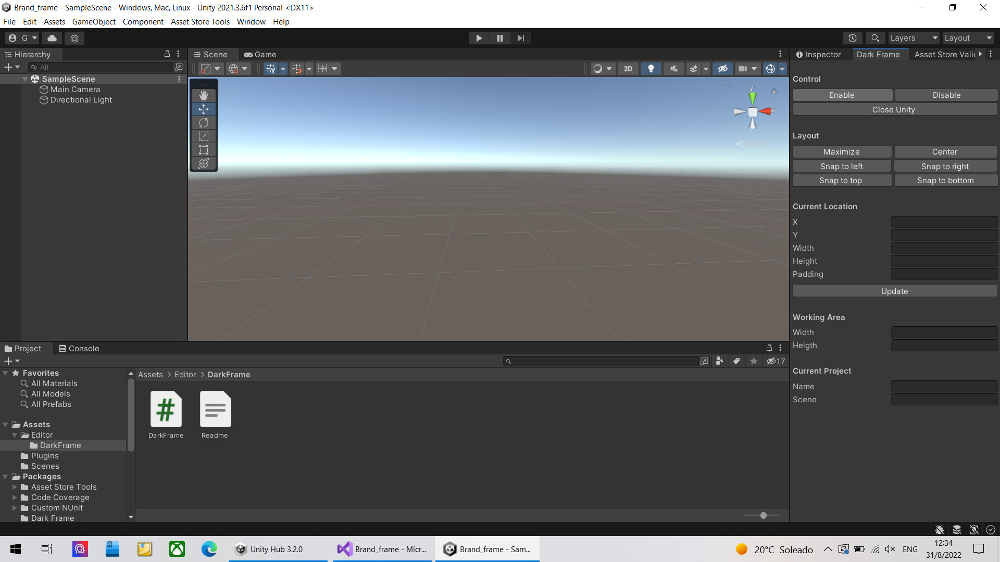 Brand_frame - SampleScene - Windows, Mac, Linux - Unity 2021.3.6f1 Personal <DX11>
File Edit Assets GameObject Component Asset Store Tools Window Help
G Layers Layout
Hierarchy
All
SampleScene
Main Camera
Directional Light
Scene Game
2D
y
x
Inspector Dark Frame Asset Store Valic
Control
Enable Disable
Close Unity
Layout
Maximize Center
Snap to left Snap to right
Snap to top Snap to bottom
Current Location
X
Y
Width
Height
Padding
Update
Working Area
Width
Heigth
Current Project
Name
Scene
Project Console
17
Favorites
All Materials
All Models
All Prefabs
Assets
Editor
DarkFrame
Plugins
Scenes
Packages
Asset Store Tools
Code Coverage
Custom NUnit
Dark Frame
Assets > Editor > DarkFrame
#
DarkFrame Readme
Unity Hub 3.2.0
Brand_frame - Micr...
Brand_frame - Sam...
20°C Soleado
ENG
12:34
31/8/2022